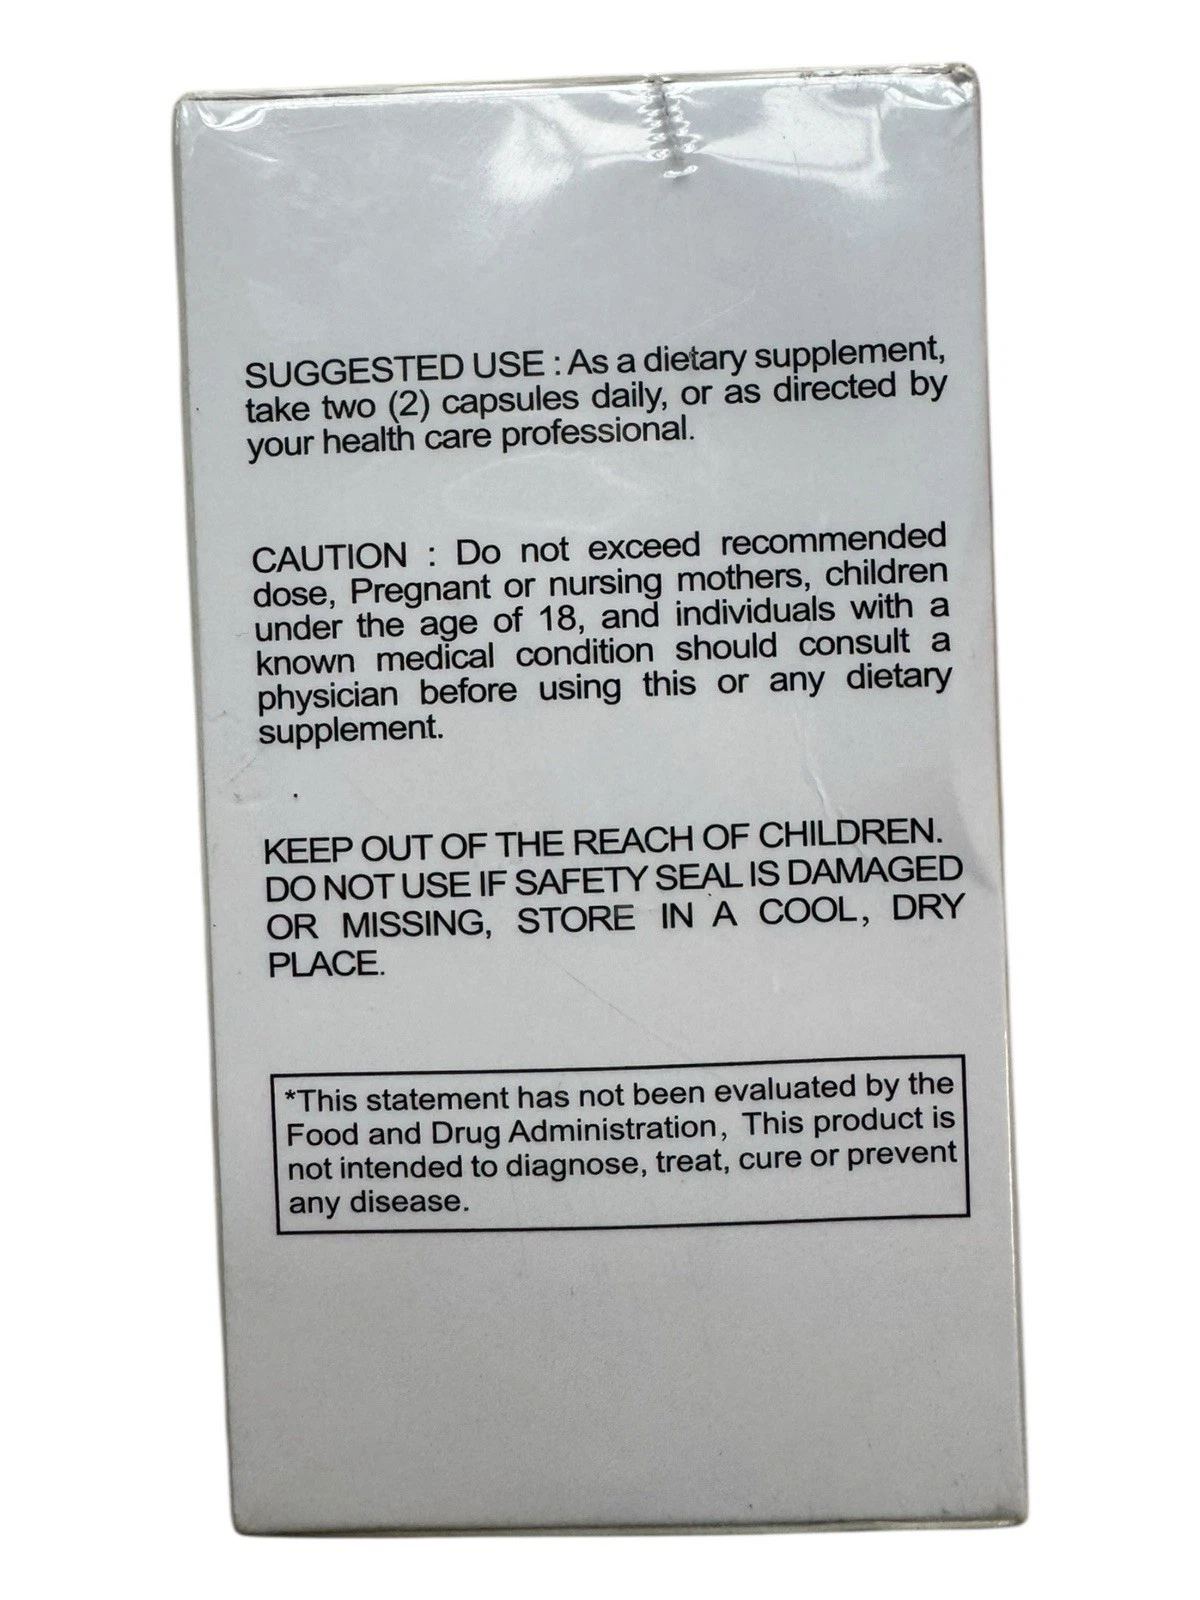 SUGGESTED USE : As a dietary supplement,
take two (2) capsules daily, or as directed by
your health care professional.
CAUTION : Do not exceed recommended
dose, Pregnant or nursing mothers, children
under the age of 18, and individuals with a
known medical condition should consult a
physician before using this or any dietary
supplement.
KEEP OUT OF THE REACH OF CHILDREN.
DO NOT USE IF SAFETY SEAL IS DAMAGED
OR MISSING, STORE IN A COOL, DRY
PLACE.
*This statement has not been evaluated by the
Food and Drug Administration, This product is
not intended to diagnose, treat, cure or prevent
any disease.